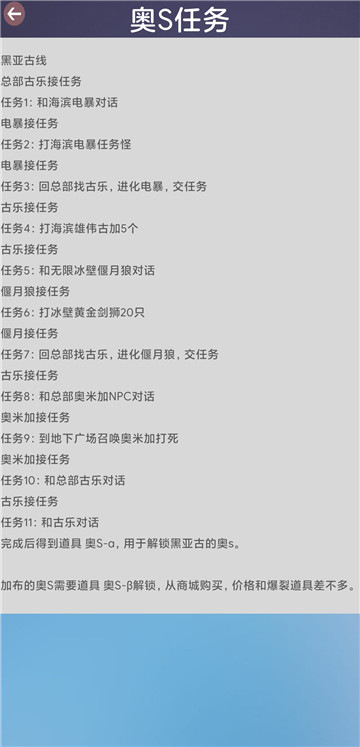 奥S任务
黑亚古线
总部古乐接任务
任务1: 和海滨电暴对话
电暴接任务
任务2: 打海滨电暴任务怪
电暴接任务
任务3: 回总部找古乐, 进化电暴, 交任务
古乐接任务
任务4: 打海滨雄伟古加5个
古乐接任务
任务5: 和无限冰壁偃月狼对话
偃月狼接任务
任务6: 打冰壁黄金剑狮20只
偃月接任务
任务7: 回总部找古乐, 进化偃月狼, 交任务
古乐接任务
任务8: 和总部奥米加NPC对话
奥米加接任务
任务9: 到地下广场召唤奥米加打死
奥米加接任务
任务10: 和总部古乐对话
古乐接任务
任务11: 和古乐对话
完成后得到道具 奥S-α, 用于解锁黑亚古的奥s。
加布的奥S需要道具 奥S-β解锁, 从商城购买, 价格和爆裂道具差不多。